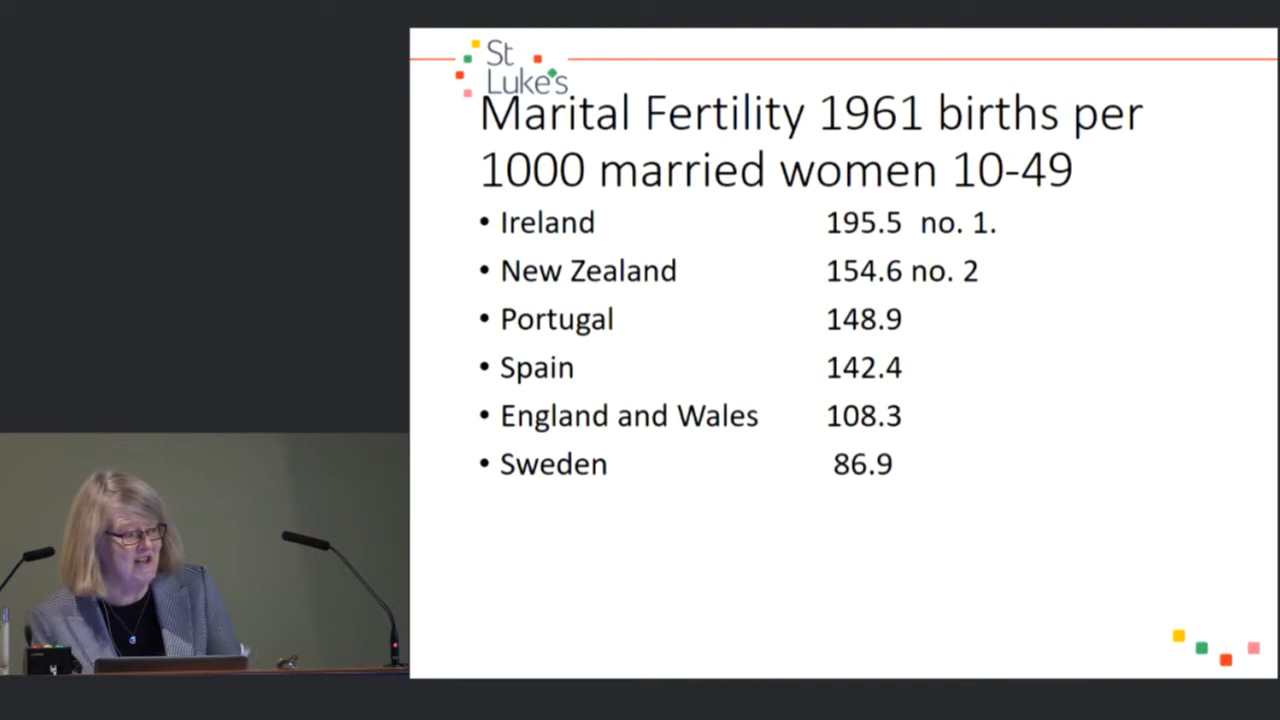 St
Luke's
Marital Fertility 1961 births per
1000 married women 10-49
• Ireland 195.5 no. 1.
• New Zealand 154.6 no. 2
• Portugal 148.9
• Spain 142.4
• England and Wales 108.3
• Sweden 86.9